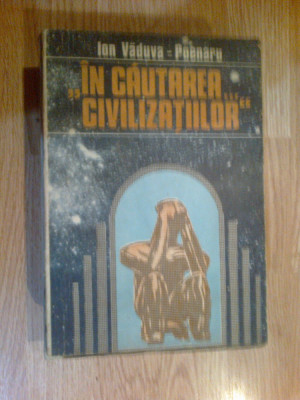 Ion Văduva - Poenaru
„ÎN CĂUTAREA...
CIVILIZAȚIILOR”